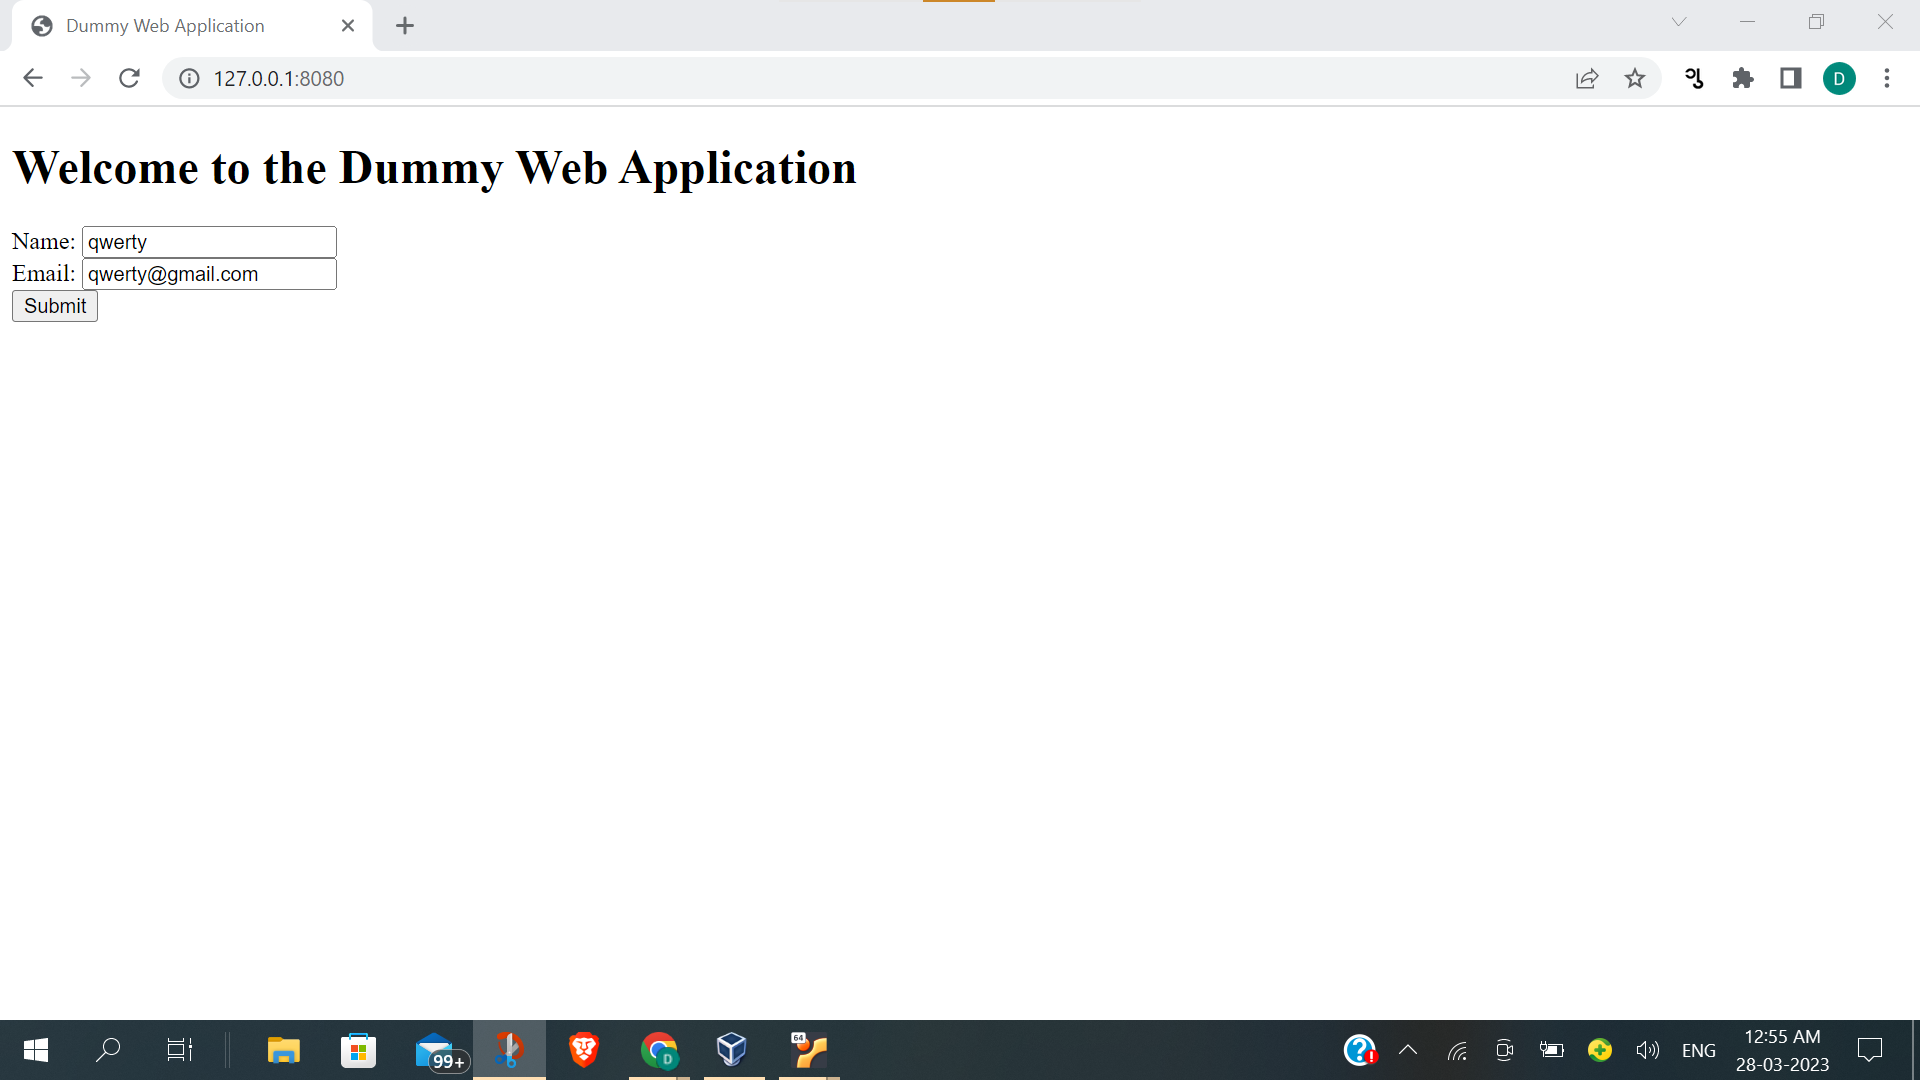 Dummy Web Application
127.0.0.1:8080
D
Welcome to the Dummy Web Application
Name: qwerty
Email: qwerty@gmail.com
Submit
99+
D
64
ENG
12:55 AM
28-03-2023